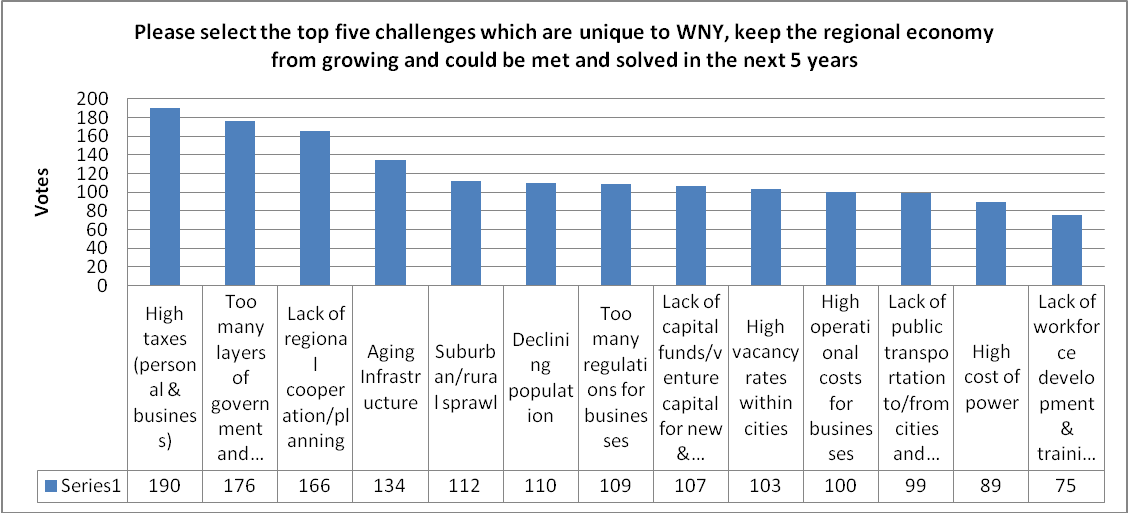 Please select the top five challenges which are unique to WNY, keep the regional economy
from growing and could be met and solved in the next 5 years
Votes
200
180
160
140
120
100
80
60
40
20
0
High
taxes
(person
al &
busines
s)
Too
many
layers
of
govern
ment
and...
Lack of
regiona
l
cooper
ation/pl
anning
Aging
Infrastr
ucture
Suburb
an/rura
l sprawl
Declini
ng
populat
ion
Too
many
regulati
ons for
busines
ses
Lack of
capital
funds/v
enture
capital
for new
&...
High
vacancy
rates
within
cities
High
operati
onal
costs
for
busines
ses
Lack of
public
transpo
rtation
to/from
cities
and...
High
cost of
power
Lack of
workfor
ce
develo
pment
&
traini...
Series1 190 176 166 134 112 110 109 107 103 100 99 89 75